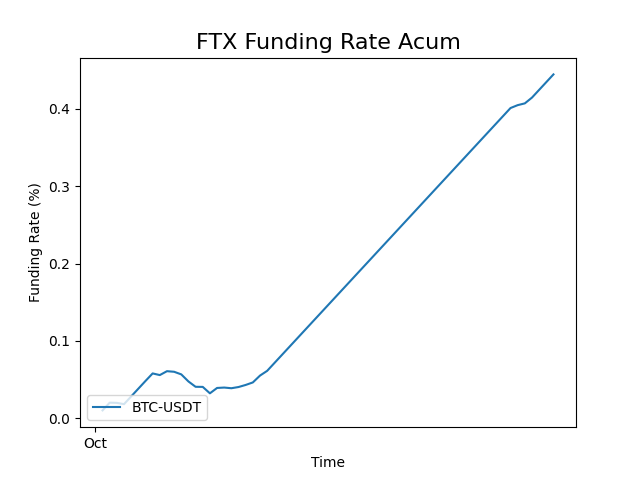 FTX Funding Rate Acum
Funding Rate (%)
0.4
0.3
0.2
0.1
0.0
BTC-USDT
Oct
Time